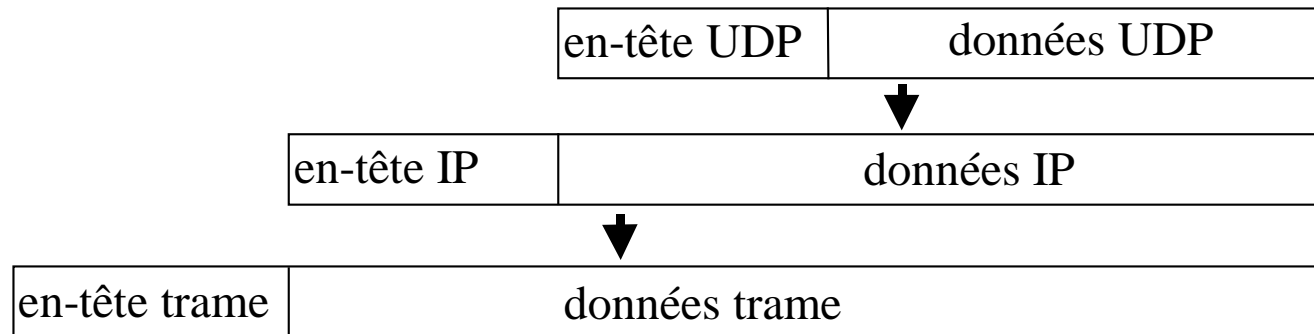 en-tête UDP données UDP
en-tête IP données IP
en-tête trame données trame